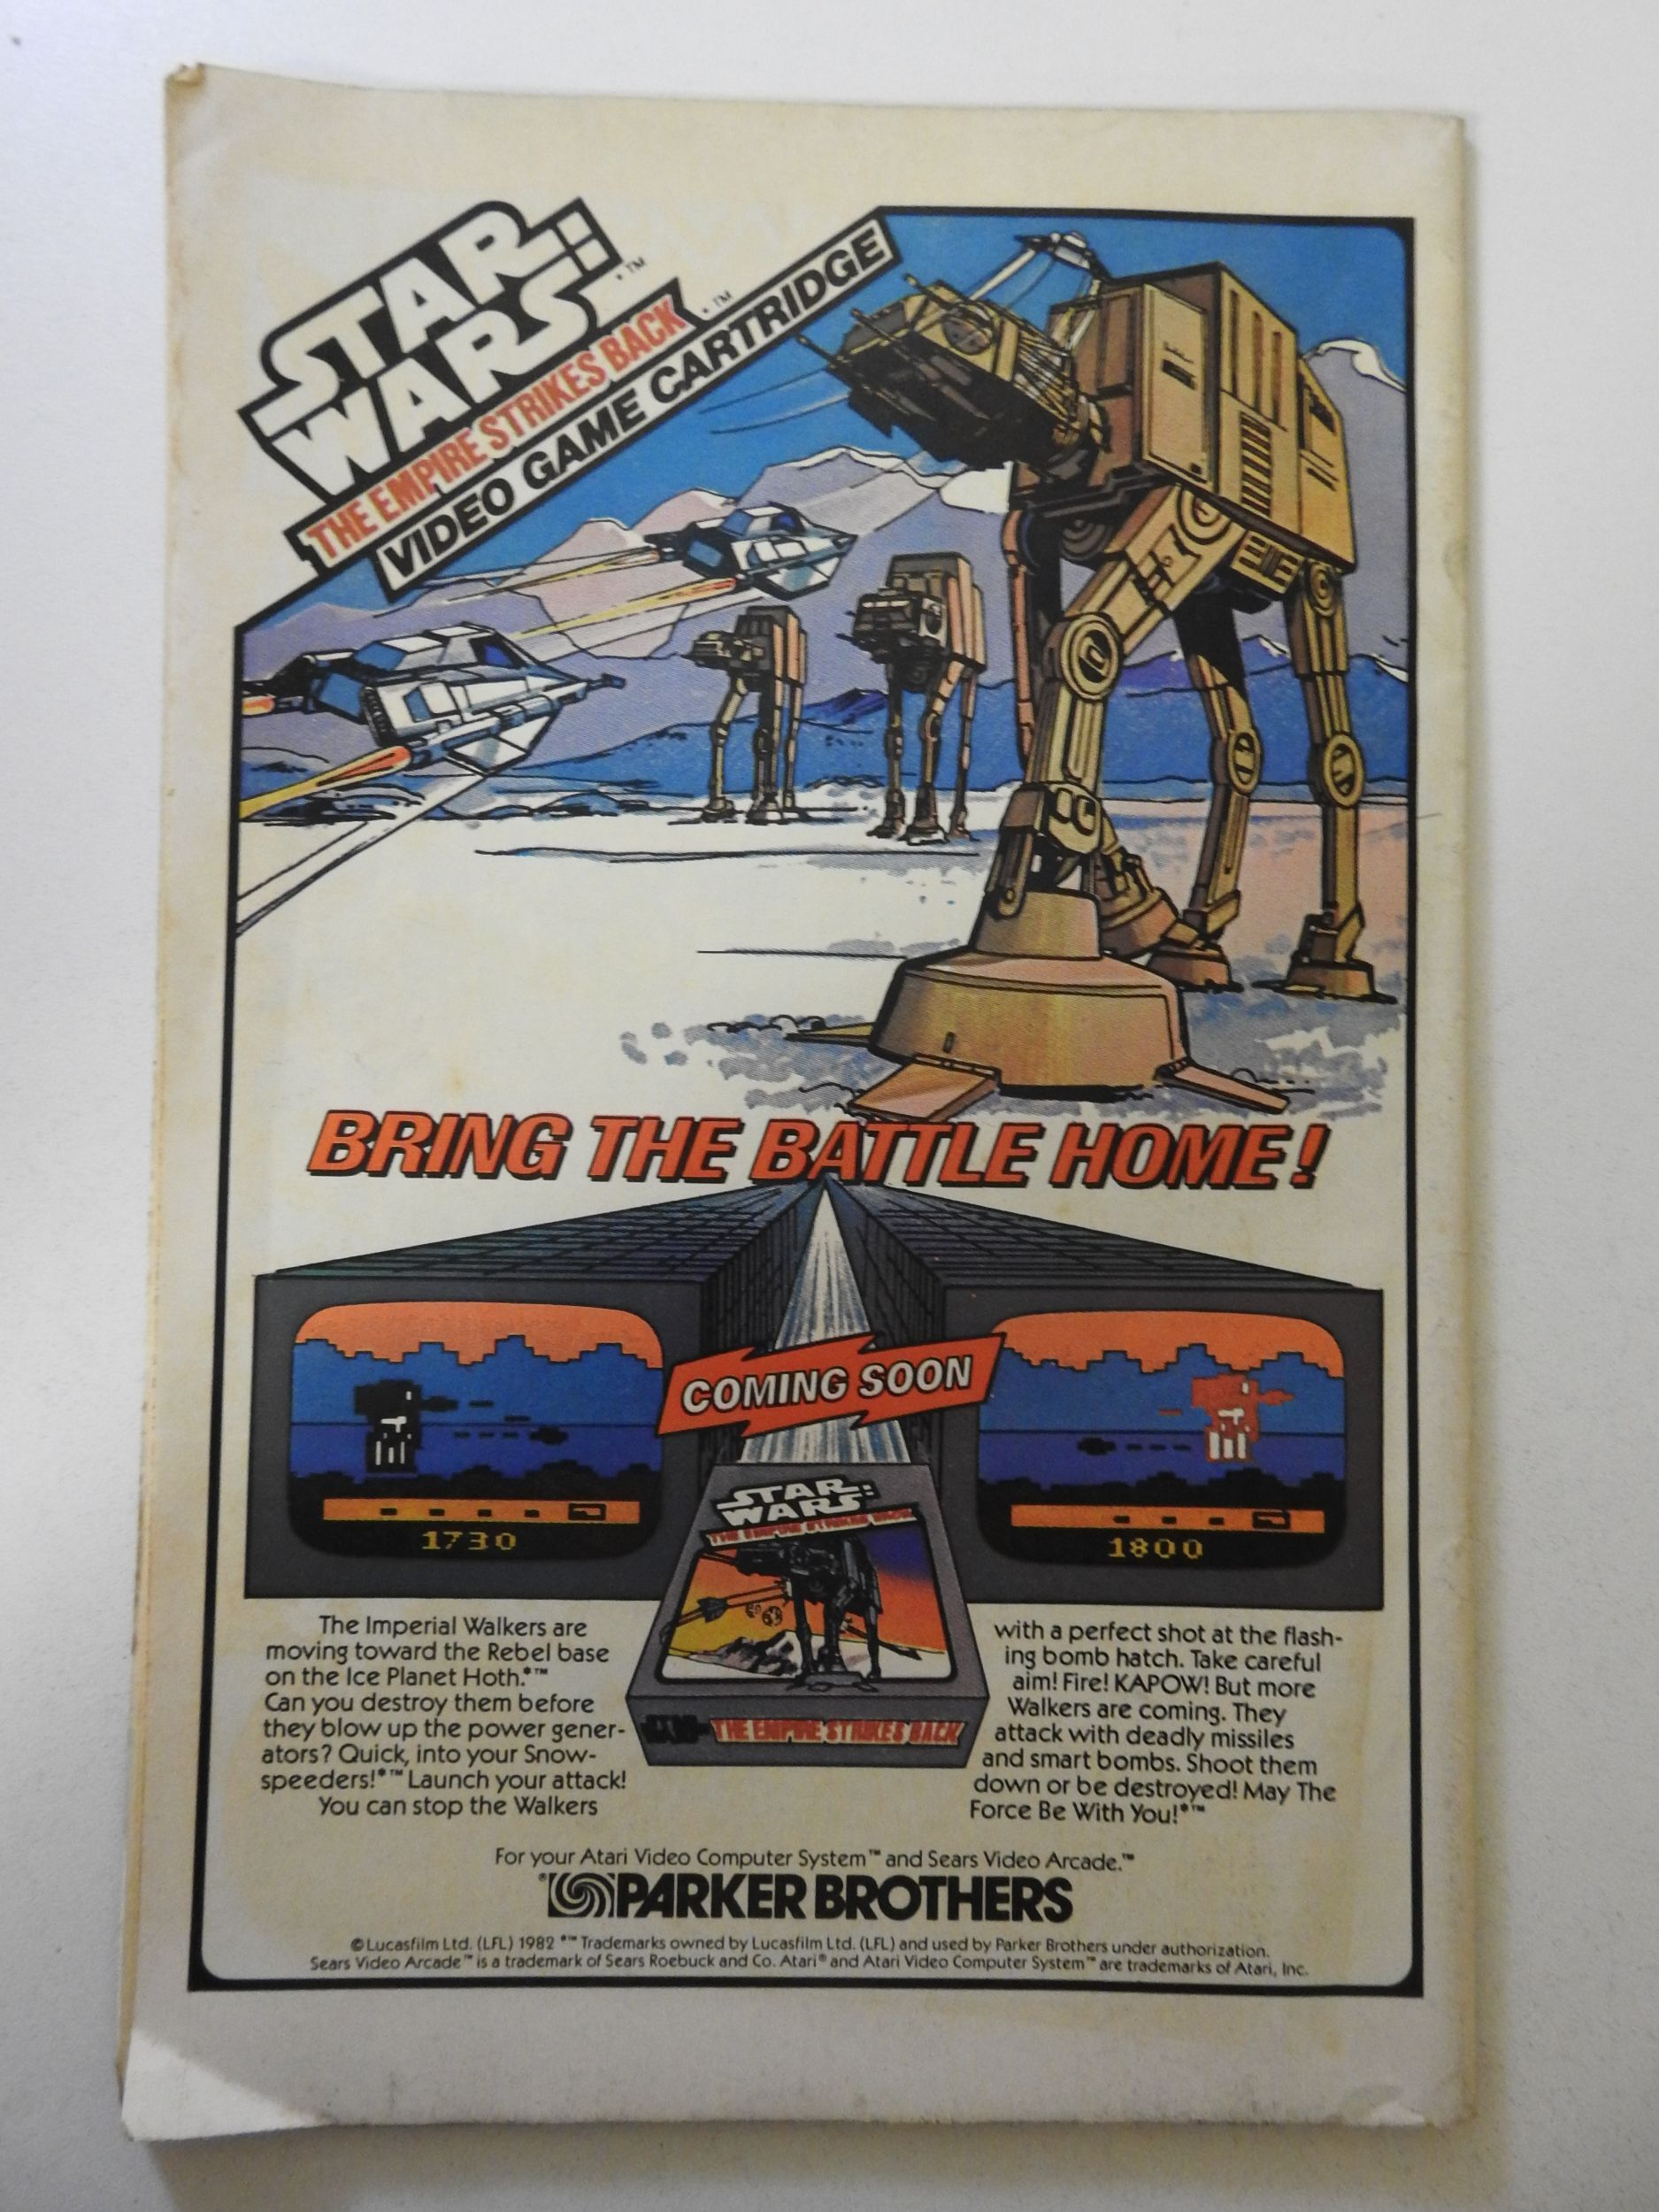 STAR
WARS:™
THE EMPIRE STRIKES BACK™
VIDEO GAME CARTRIDGE
BRING THE BATTLE HOME!
COMING SOON
1730
1800
STAR
WARS:
THE EMPIRE STRIKES BACK
THE EMPIRE STRIKES BACK
The Imperial Walkers are
moving toward the Rebel base
on the Ice Planet Hoth.*™
Can you destroy them before
they blow up the power gener-
ators? Quick, into your Snow-
speeders!*™ Launch your attack!
You can stop the Walkers
with a perfect shot at the flash-
ing bomb hatch. Take careful
aim! Fire! KAPOW! But more
Walkers are coming. They
attack with deadly missiles
and smart bombs. Shoot them
down or be destroyed! May The
Force Be With You!*™
For your Atari Video Computer System™ and Sears Video Arcade.™
PARKER BROTHERS
© Lucasfilm Ltd. (LFL) 1982 *™ Trademarks owned by Lucasfilm Ltd. (LFL) and used by Parker Brothers under authorization.
Sears Video Arcade™ is a trademark of Sears Roebuck and Co. Atari® and Atari Video Computer System™ are trademarks of Atari, Inc.